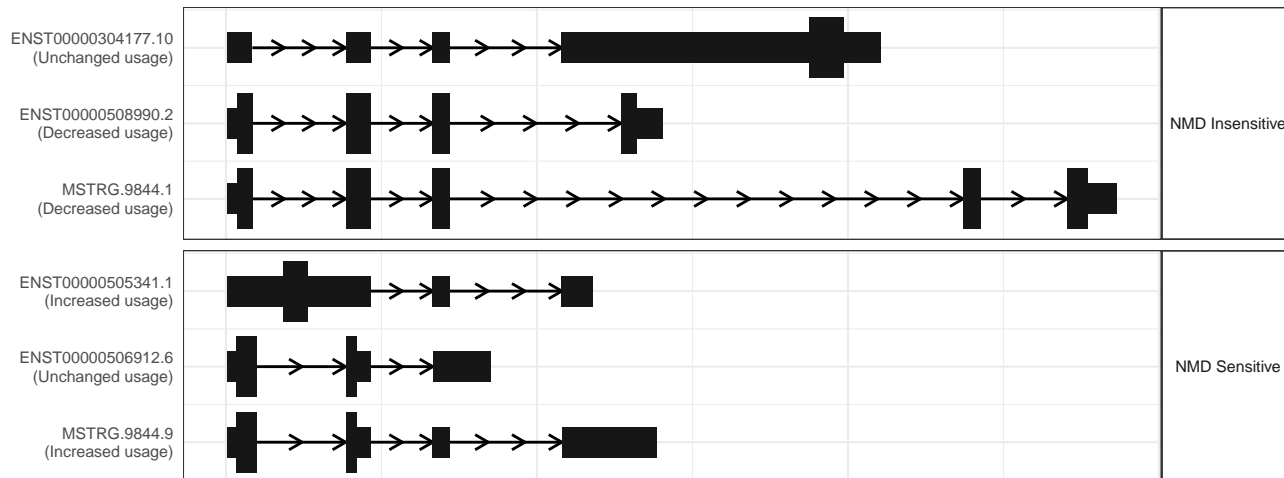 ENST00000304177.10
(Unchanged usage)
ENST00000508990.2
(Decreased usage)
NMD Insensitive
MSTRG.9844.1
(Decreased usage)
ENST00000505341.1
(Increased usage)
ENST00000506912.6
(Unchanged usage)
NMD Sensitive
MSTRG.9844.9
(Increased usage)